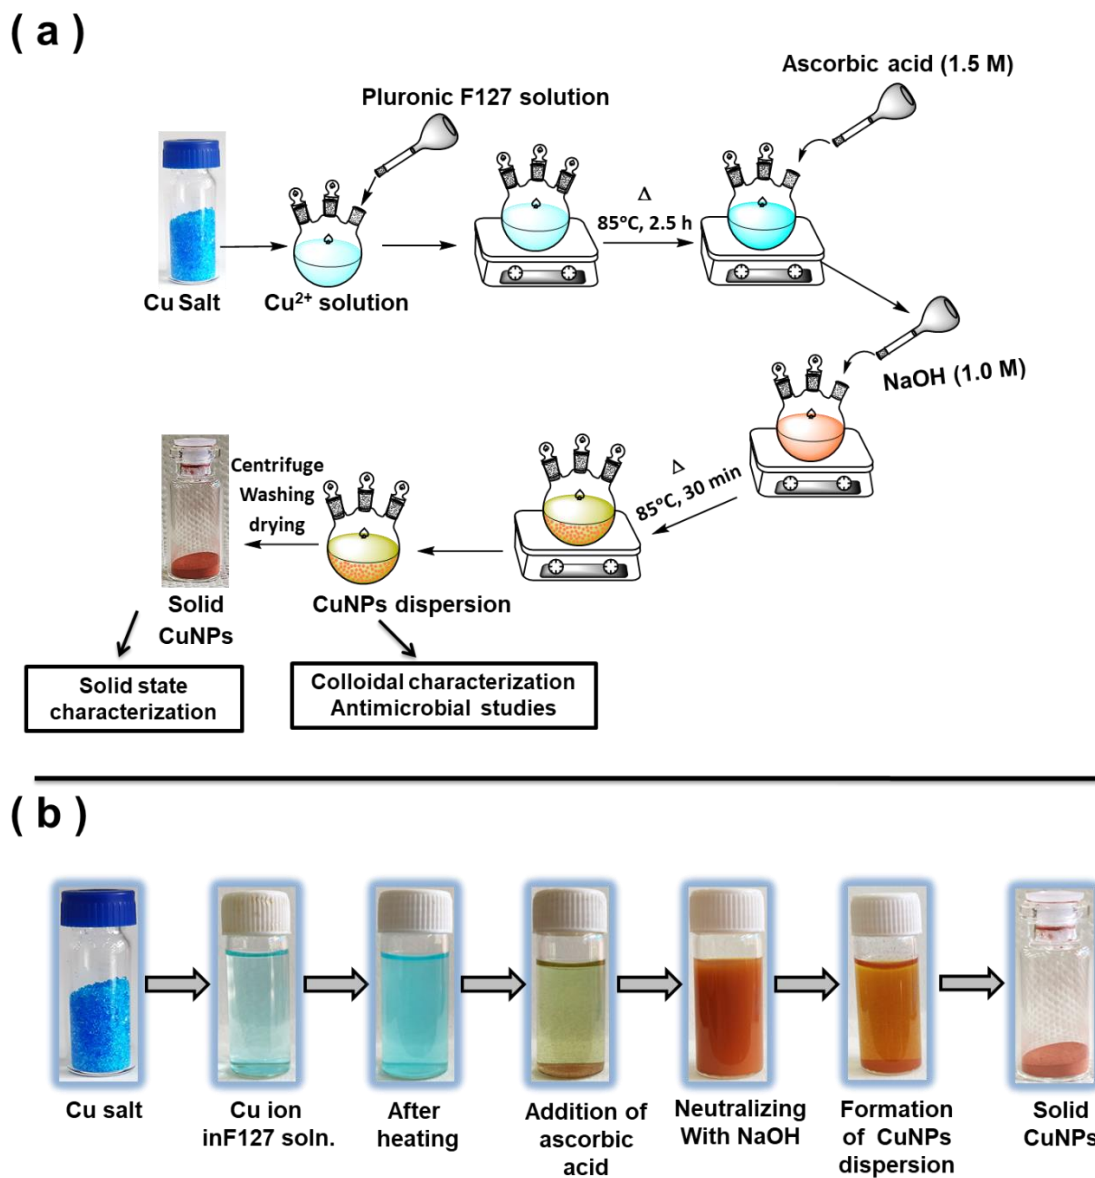 ( a )
Ascorbic acid (1.5 M)
Pluronic F127 solution
Δ
85°C, 2.5 h
Cu Salt
Cu²⁺ solution
NaOH (1.0 M)
Δ
85°C, 30 min
Centrifuge
Washing
drying
Solid
CuNPs
CuNPs dispersion
Solid state
characterization
Colloidal characterization
Antimicrobial studies
( b )
Cu salt
Cu ion
inF127 soln.
After
heating
Addition of
ascorbic
acid
Neutralizing
With NaOH
Formation
of CuNPs
dispersion
Solid
CuNPs